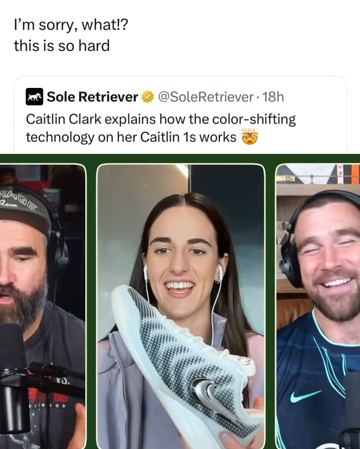 I'm sorry, what!?
this is so hard
Sole Retriever @SoleRetriever · 18h
Caitlin Clark explains how the color-shifting
technology on her Caitlin 1s works 🤯